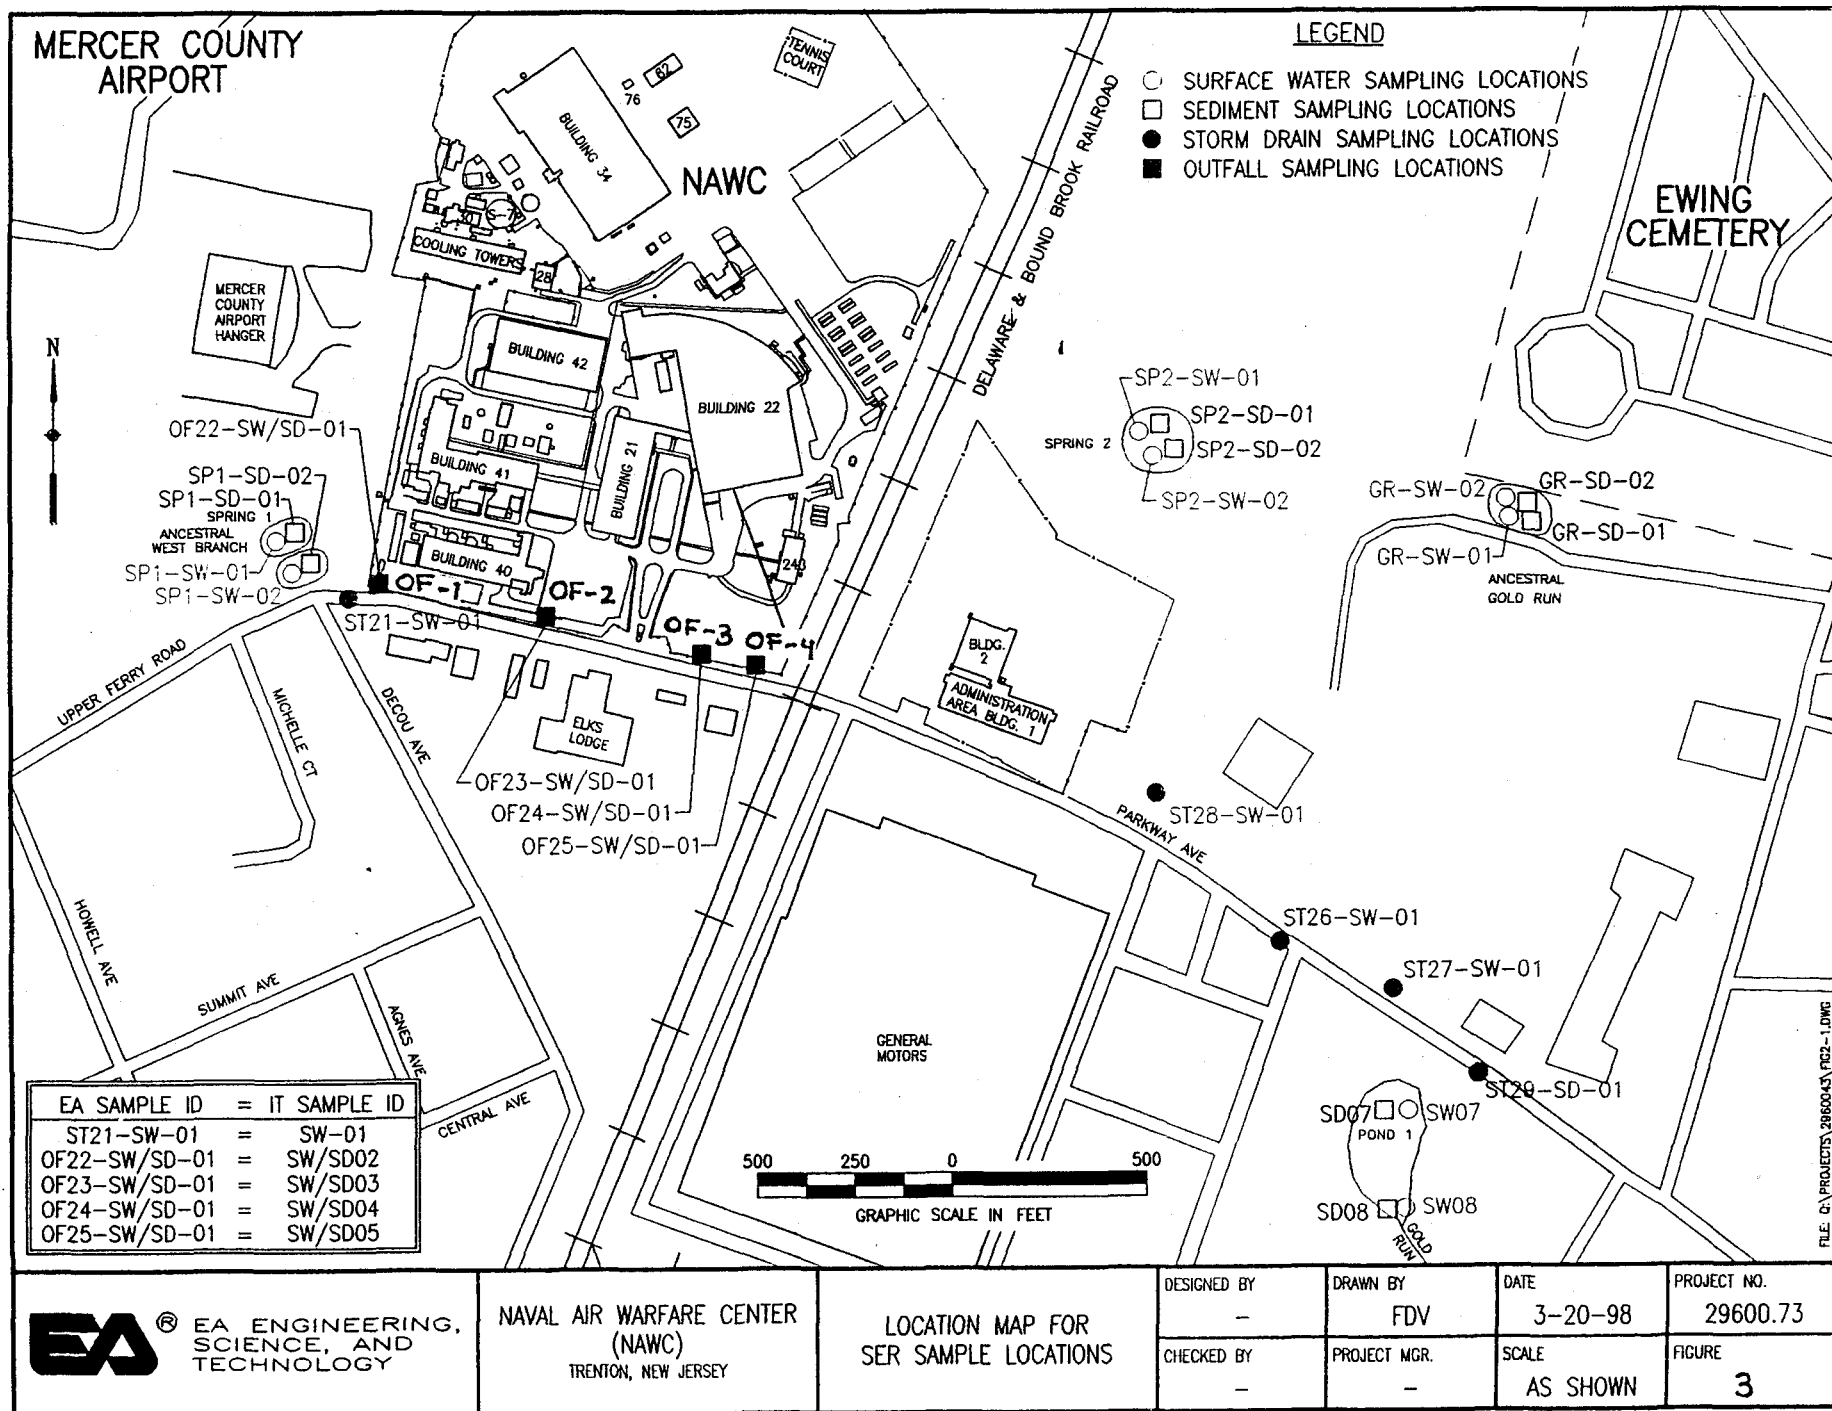 MERCER COUNTY
AIRPORT
TENNIS
COURT
62
76
75
BUILDING 34
NAWC
DELAWARE & BOUND BROOK RAILROAD
LEGEND
SURFACE WATER SAMPLING LOCATIONS
SEDIMENT SAMPLING LOCATIONS
STORM DRAIN SAMPLING LOCATIONS
OUTFALL SAMPLING LOCATIONS
EWING
CEMETERY
S-7
COOLING TOWERS
28
MERCER
COUNTY
AIRPORT
HANGER
N
BUILDING 42
BUILDING 22
BUILDING 21
BUILDING 41
BUILDING 40
243
OF22-SW/SD-01
SP1-SD-02
SP1-SD-01
SPRING 1
ANCESTRAL
WEST BRANCH
SP1-SW-01
SP1-SW-02
OF-1
OF-2
OF-3
OF-4
ST21-SW-01
SP2-SW-01
SP2-SD-01
SPRING 2
SP2-SD-02
SP2-SW-02
GR-SW-02
GR-SD-02
GR-SD-01
GR-SW-01
ANCESTRAL
GOLD RUN
UPPER FERRY ROAD
MICHELLE CT
DECOU AVE
ELKS
LODGE
BLDG.
2
ADMINISTRATION
AREA BLDG. 1
OF23-SW/SD-01
OF24-SW/SD-01
OF25-SW/SD-01
ST28-SW-01
PARKWAY AVE
HOWELL AVE
SUMMIT AVE
AGNES AVE
CENTRAL AVE
GENERAL
MOTORS
ST26-SW-01
ST27-SW-01
ST29-SD-01
SD07
SW07
POND 1
SD08
SW08
GOLD
RUN
EA SAMPLE ID = IT SAMPLE ID
ST21-SW-01 = SW-01
OF22-SW/SD-01 = SW/SD02
OF23-SW/SD-01 = SW/SD03
OF24-SW/SD-01 = SW/SD04
OF25-SW/SD-01 = SW/SD05
500 250 0 500
GRAPHIC SCALE IN FEET
FILE: Q:\PROJECTS\2960043\FIG2-1.DWG
EA ® EA ENGINEERING,
SCIENCE, AND
TECHNOLOGY
NAVAL AIR WARFARE CENTER
(NAWC)
TRENTON, NEW JERSEY
LOCATION MAP FOR
SER SAMPLE LOCATIONS
DESIGNED BY
-
DRAWN BY
FDV
DATE
3-20-98
PROJECT NO.
29600.73
CHECKED BY
-
PROJECT MGR.
-
SCALE
AS SHOWN
FIGURE
3